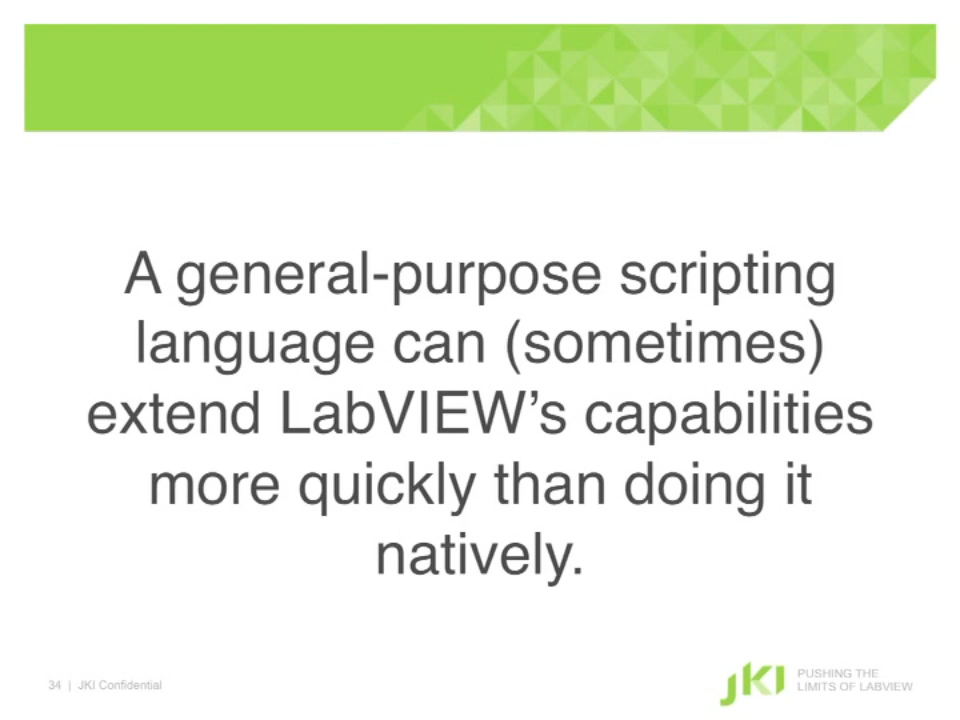 A general-purpose scripting
language can (sometimes)
extend LabVIEW’s capabilities
more quickly than doing it
natively.
34 | JKI Confidential
JKI
PUSHING THE
LIMITS OF LABVIEW